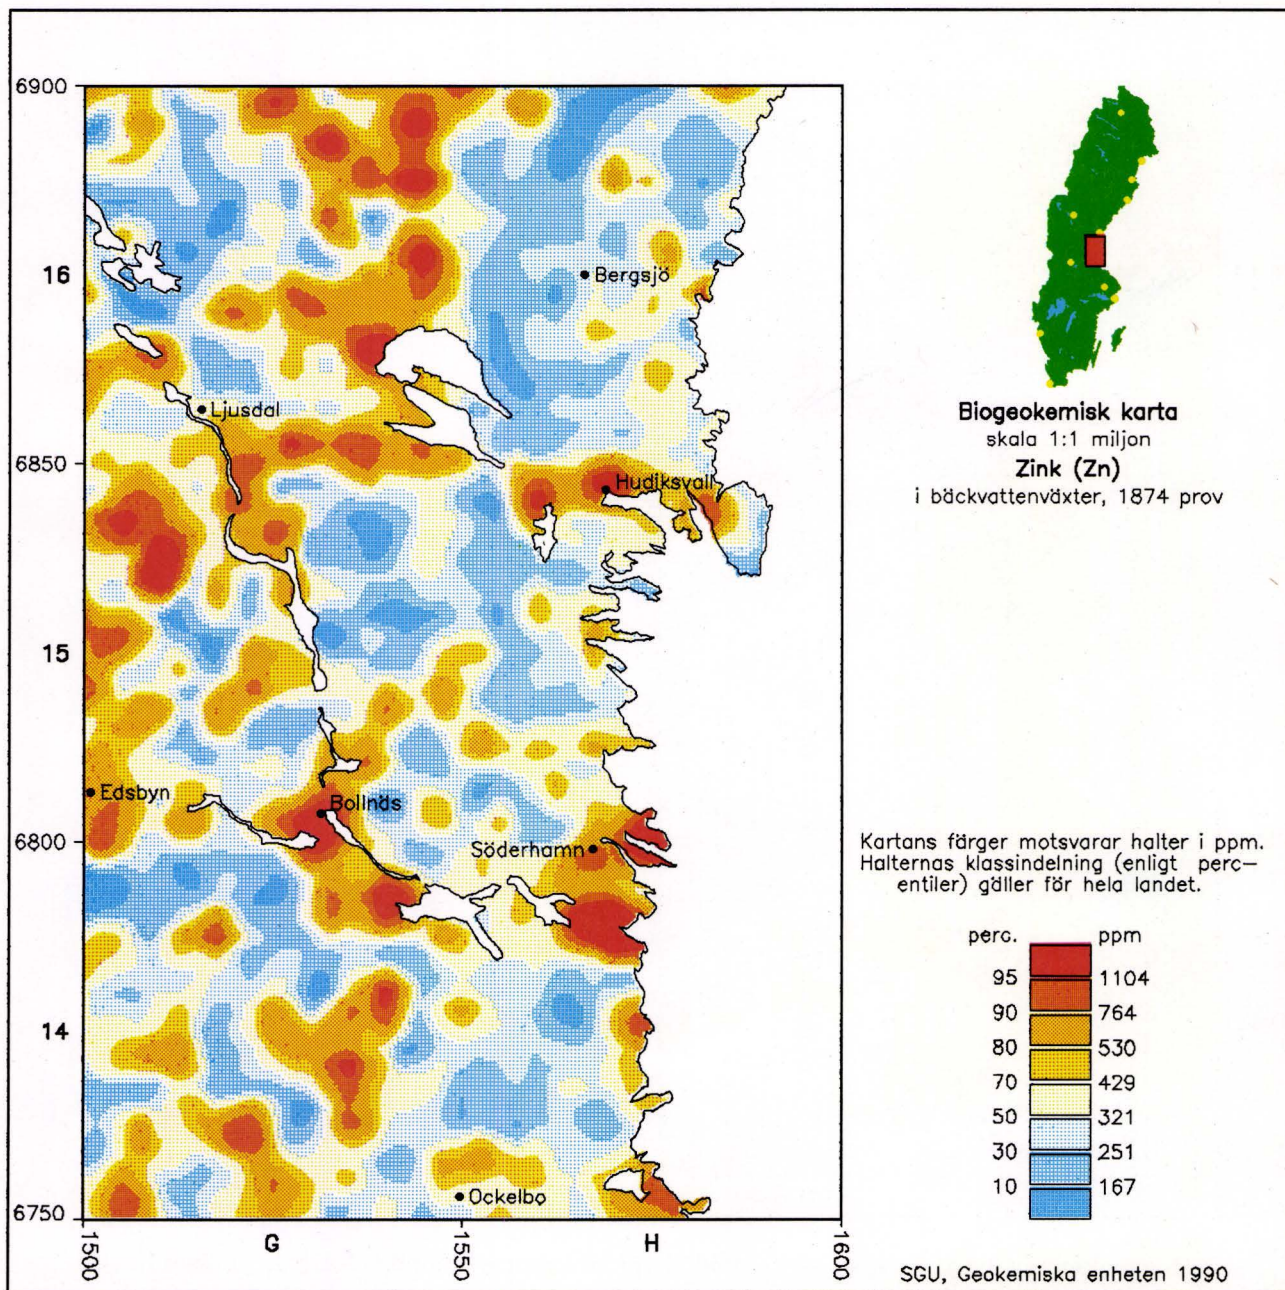 6900
16
Bergsjö
Ljusdal
Biogeokemisk karta
skala 1:1 miljon
Zink (Zn)
i bäckvattenväxter, 1874 prov
6850
Hudiksvall
15
Edsbyn
Bollnäs
6800
Söderhamn
Kartans färger motsvarar halter i ppm.
Halternas klassindelning (enligt perc-
entiler) gäller för hela landet.
perc. ppm
95 1104
90 764
80 530
70 429
50 321
30 251
10 167
14
Ockelbo
6750
1500 G 1550 H 1600
SGU, Geokemiska enheten 1990